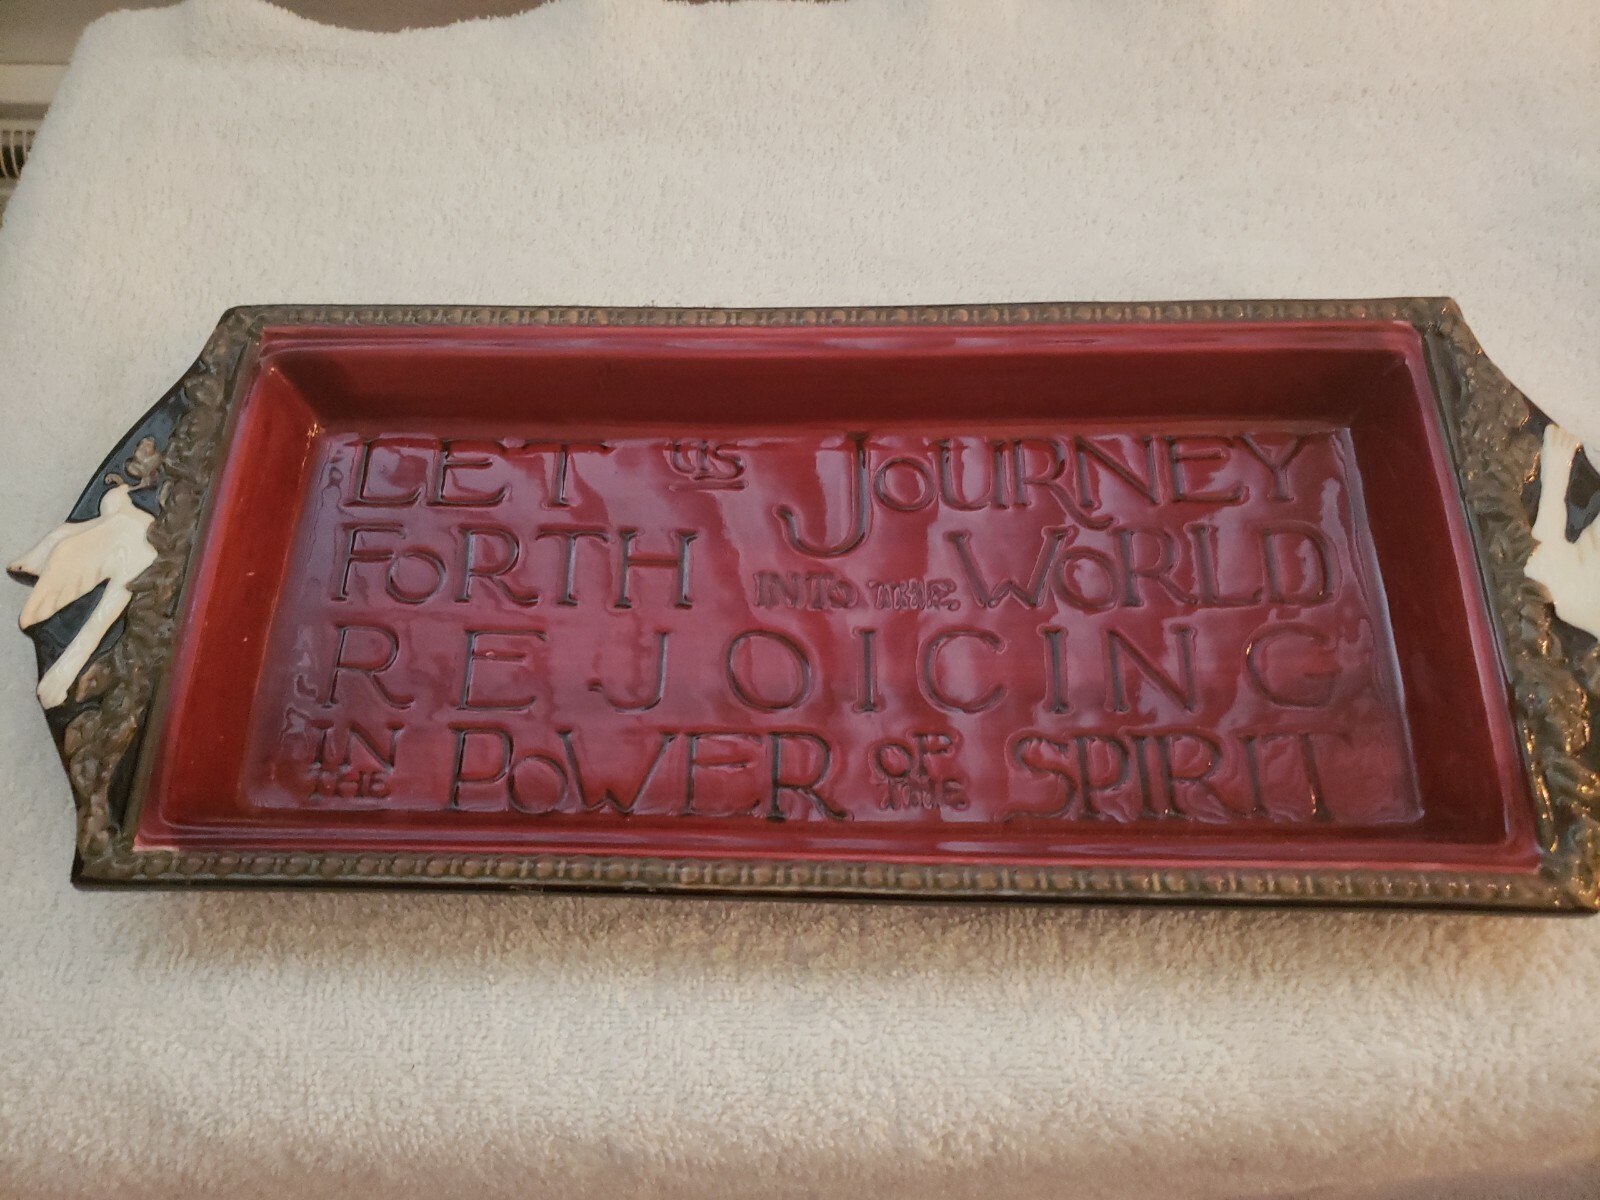 LET us JOURNEY
FORTH INTO THE WORLD
REJOICING
IN THE POWER OF THE SPIRIT